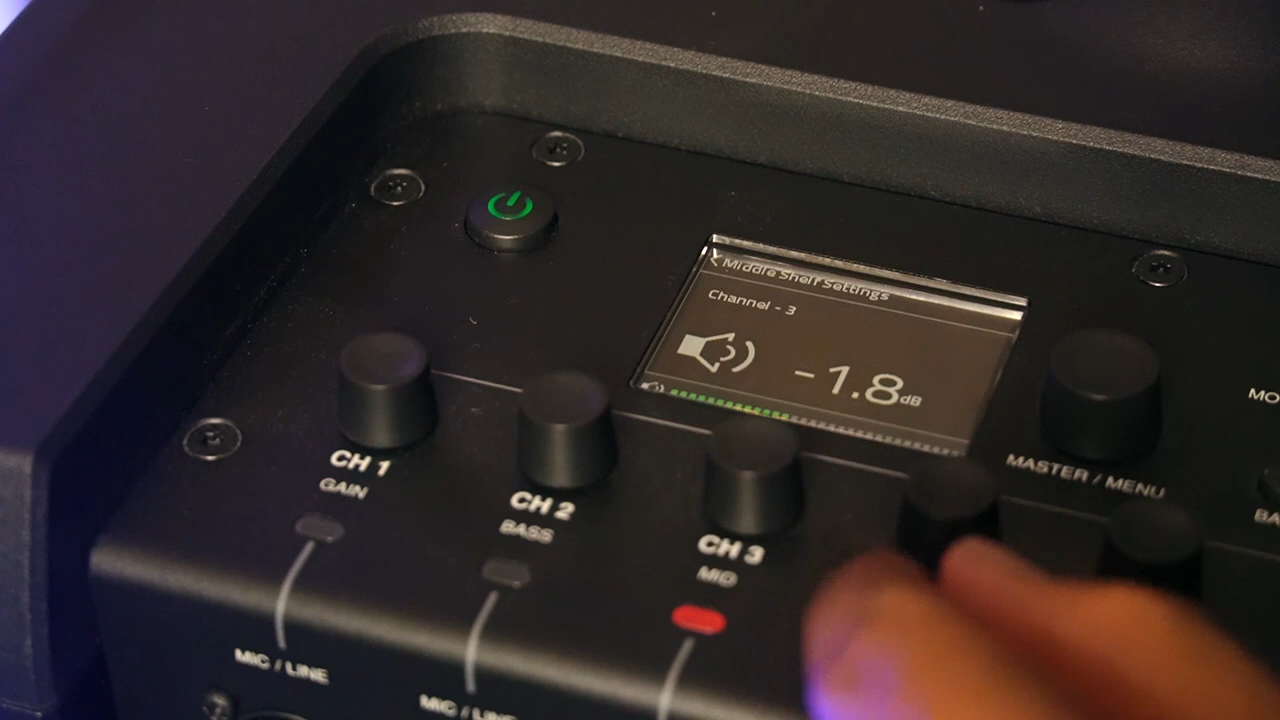 Middle Shelf Settings
Channel - 3
-1.8dB
MASTER / MENU
CH 1
GAIN
CH 2
BASS
CH 3
MID
MIC / LINE
MIC / LINE